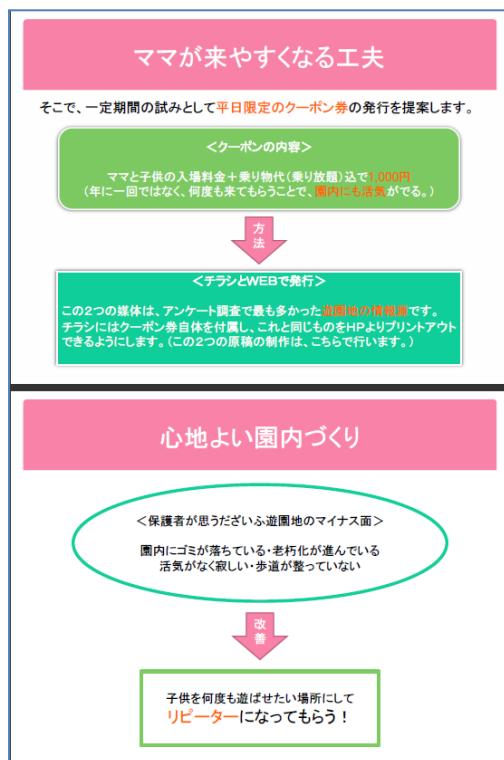 ママが来やすくなる工夫
そこで、一定期間の試みとして平日限定のクーポン券の発行を提案します。
＜クーポンの内容＞
ママと子供の入場料金＋乗り物代（乗り放題）込で1,000円
（年に一回ではなく、何度も来てもらうことで、園内にも活気がでる。）
方
法
＜チラシとWEBで発行＞
この２つの媒体は、アンケート調査で最も多かった遊園地の情報源です。
チラシにはクーポン券自体を付属し、これと同じものをHPよりプリントアウト
できるようにします。（この２つの原稿の制作は、こちらで行います。）
心地よい園内づくり
＜保護者が思うだざいふ遊園地のマイナス面＞
園内にゴミが落ちている・老朽化が進んでいる
活気がなく寂しい・歩道が整っていない
改
善
子供を何度も遊ばせたい場所にして
リピーターになってもらう！